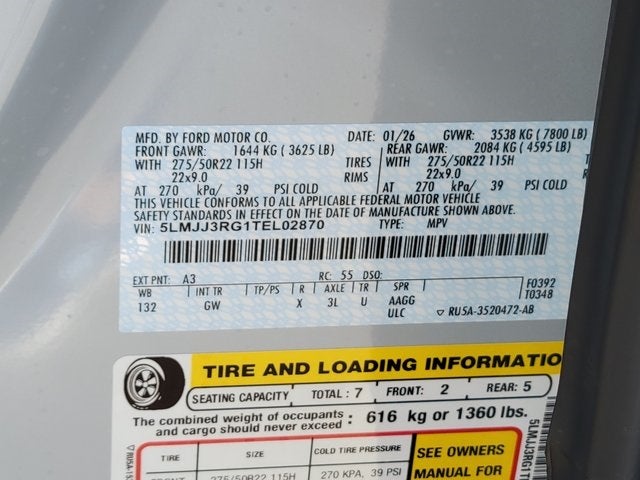 MFD. BY FORD MOTOR CO. DATE: 01/26 GVWR: 3538 KG ( 7800 LB)
FRONT GAWR: 1644 KG ( 3625 LB) REAR GAWR: 2084 KG ( 4595 LB)
WITH 275/50R22 115H TIRES WITH 275/50R22 115H
22x9.0 RIMS 22x9.0
AT 270 kPa/ 39 PSI COLD AT 270 kPa/ 39 PSI COLD
THIS VEHICLE CONFORMS TO ALL APPLICABLE FEDERAL MOTOR VEHICLE
SAFETY STANDARDS IN EFFECT ON THE DATE OF MANUFACTURE SHOWN ABOVE.
VIN: 5LMJJ3RG1TEL02870 TYPE: MPV
EXT PNT: A3 RC: 55 DSO:
WB INT TR TP/PS R AXLE TR SPR F0392
132 GW X 3L U AAGG T0348
ULC ▽ RU5A-3520472-AB
TIRE AND LOADING INFORMATIO
SEATING CAPACITY TOTAL : 7 FRONT: 2 REAR: 5
The combined weight of occupants
and cargo should never exceed : 616 kg or 1360 lbs.
TIRE SIZE COLD TIRE PRESSURE SEE OWNERS
FRONT 275/50R22 115H 270 KPA, 39 PSI MANUAL FOR
5LMJJ3RG1T